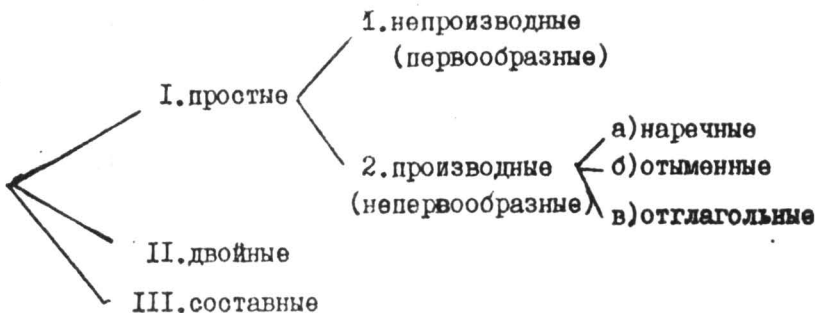 1.непроизводные
(первообразные)
I.простые
а)наречные
2.производные
б)отыменные
(непервообразные)
в)отглагольные
II.двойные
III.составные